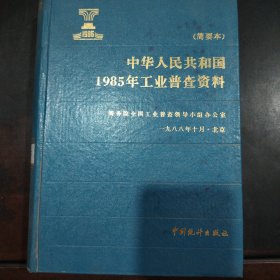 1985
(简要本)
中华人民共和国
1985年工业普查资料
国务院全国工业普查领导小组办公室
一九八八年十月·北京
中国统计出版社